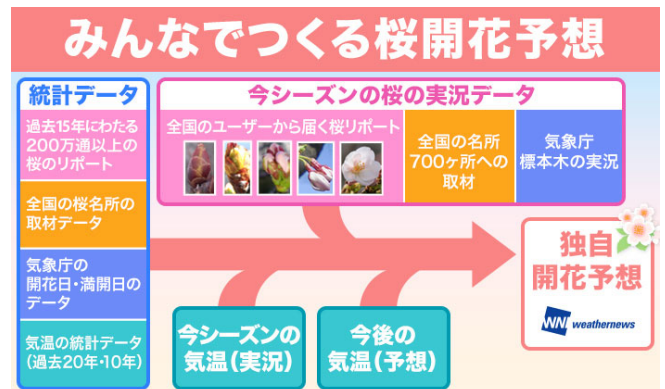 みんなでつくる桜開花予想
統計データ
過去15年にわたる
200万通以上の
桜のリポート
全国の桜名所の
取材データ
気象庁の
開花日・満開日の
データ
気温の統計データ
(過去20年・10年)
今シーズンの桜の実況データ
全国のユーザーから届く桜リポート
全国の名所
700ヶ所への
取材
気象庁
標本木の実況
今シーズンの
気温(実況)
今後の
気温(予想)
独自
開花予想
WNI weathernews